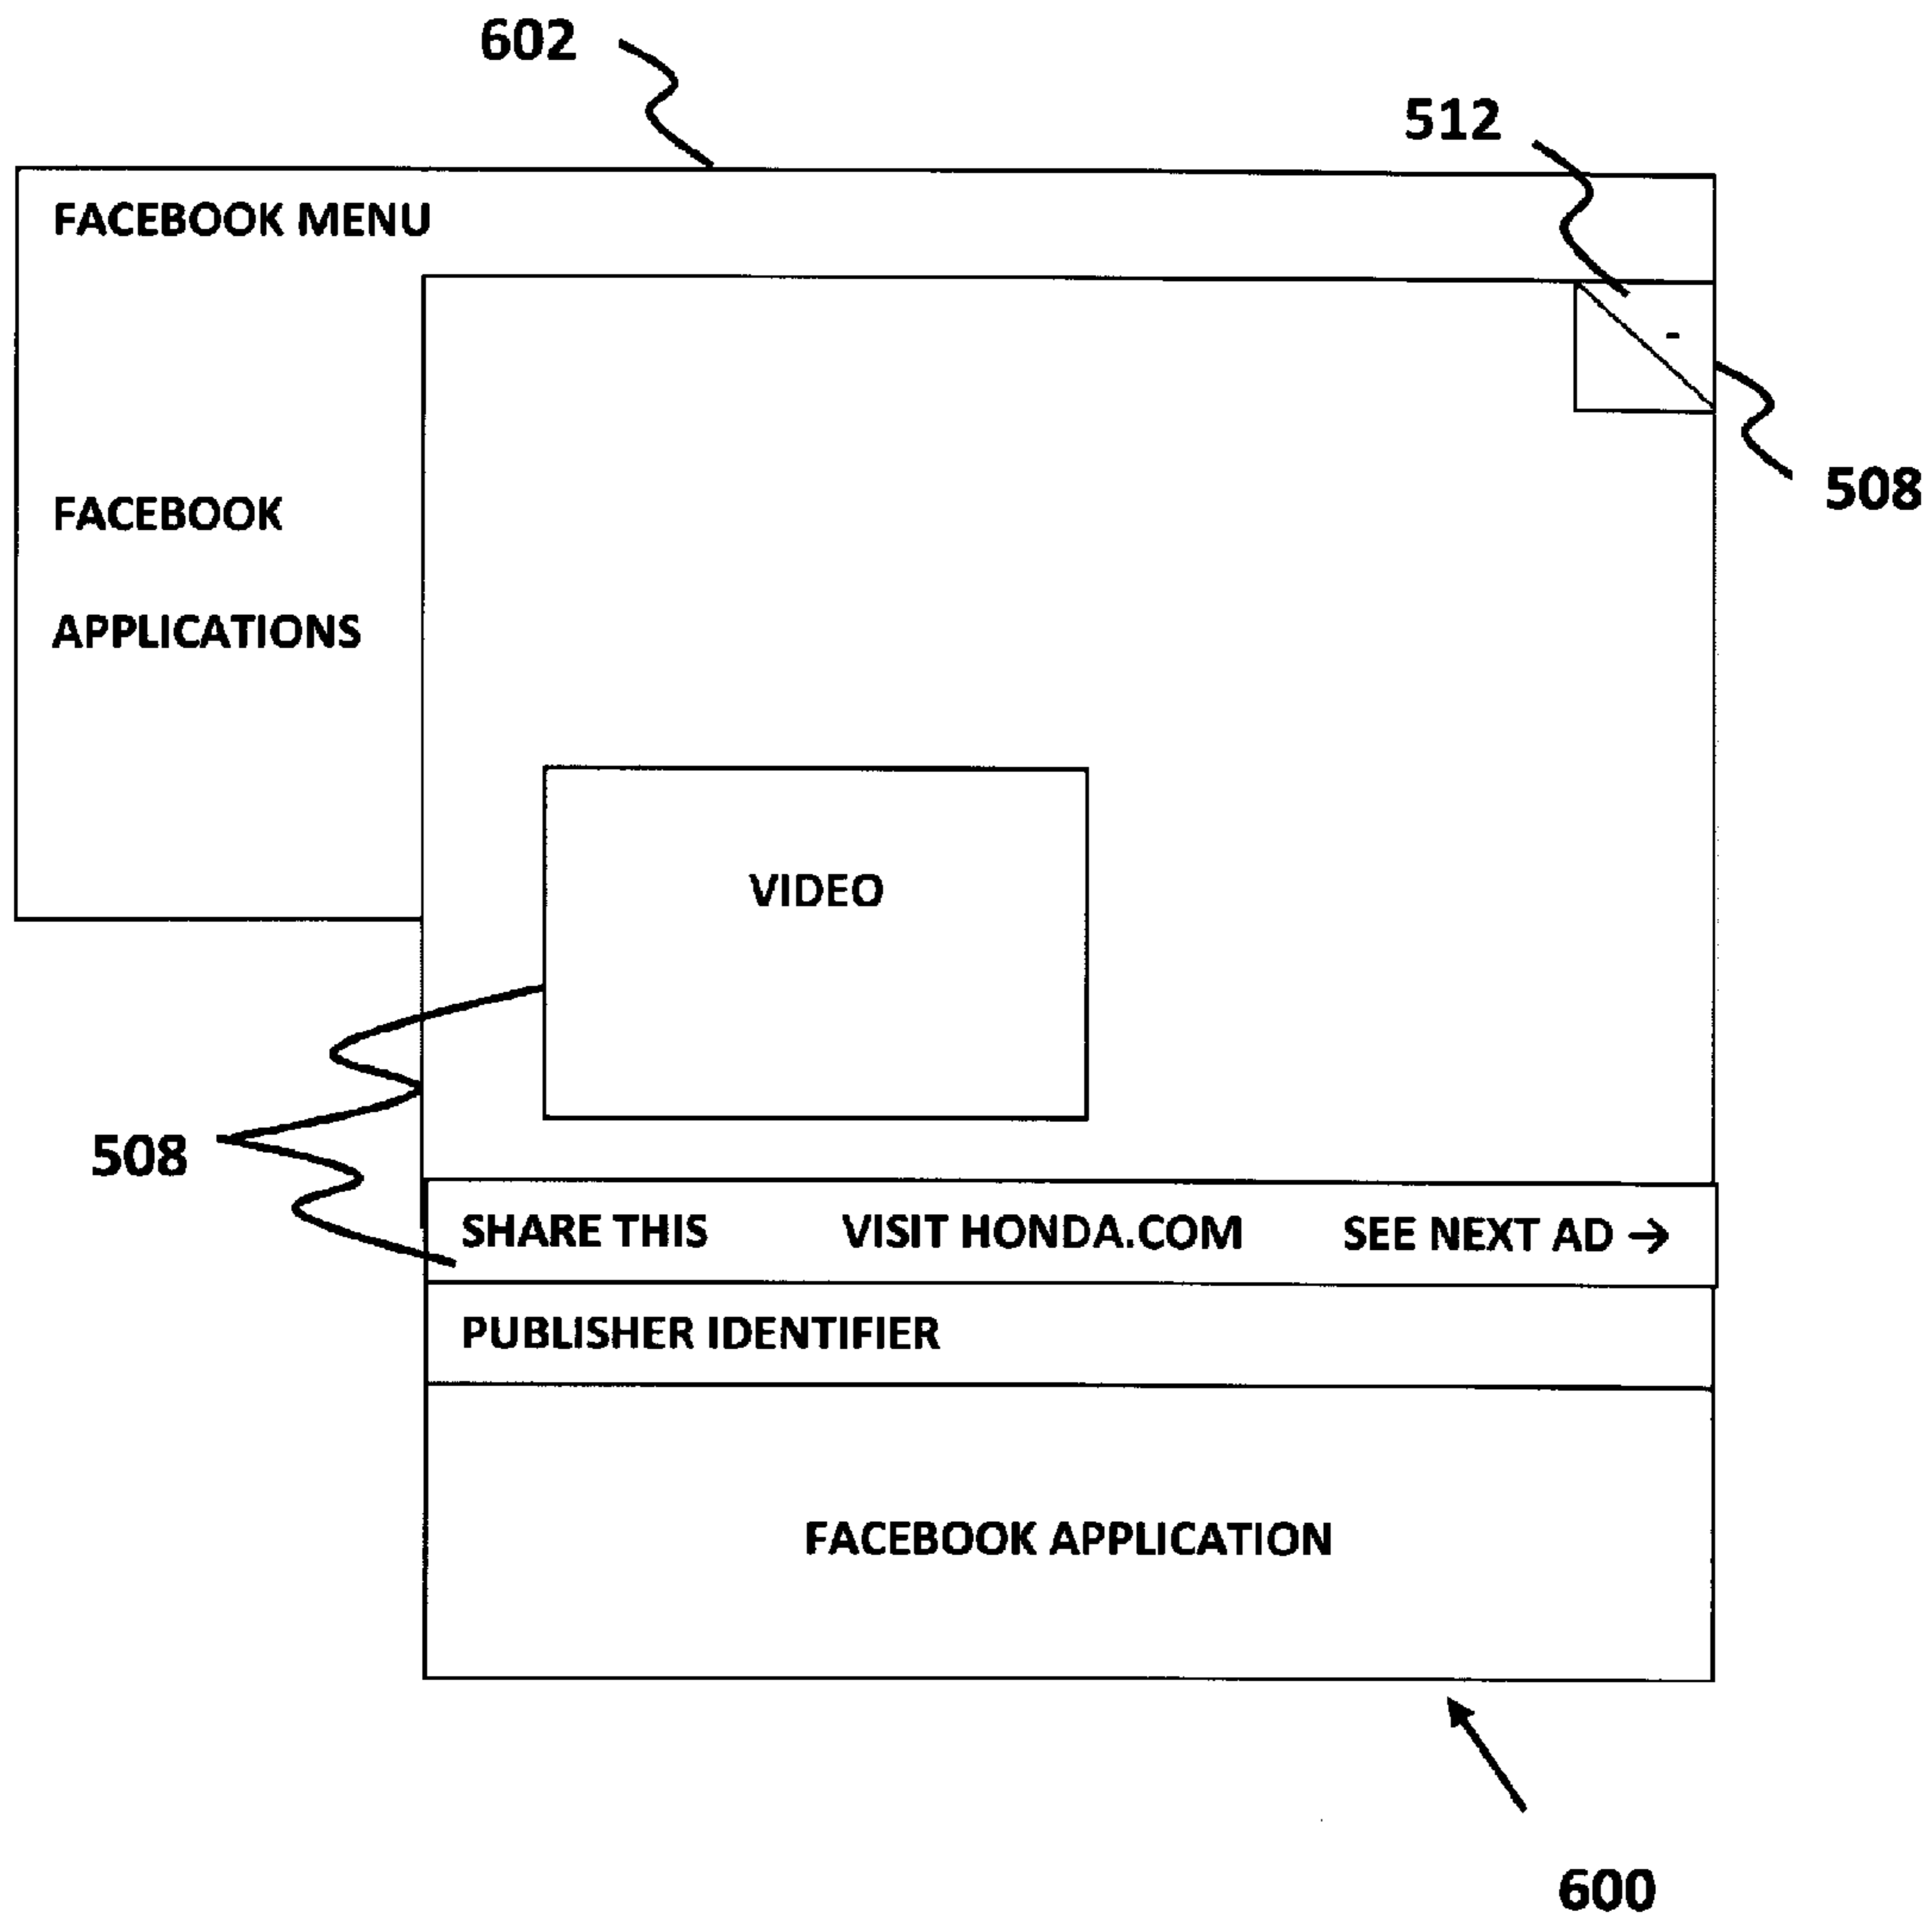 602
512
FACEBOOK MENU
-
508
FACEBOOK
APPLICATIONS
VIDEO
508
SHARE THIS VISIT HONDA.COM SEE NEXT AD →
PUBLISHER IDENTIFIER
FACEBOOK APPLICATION
600